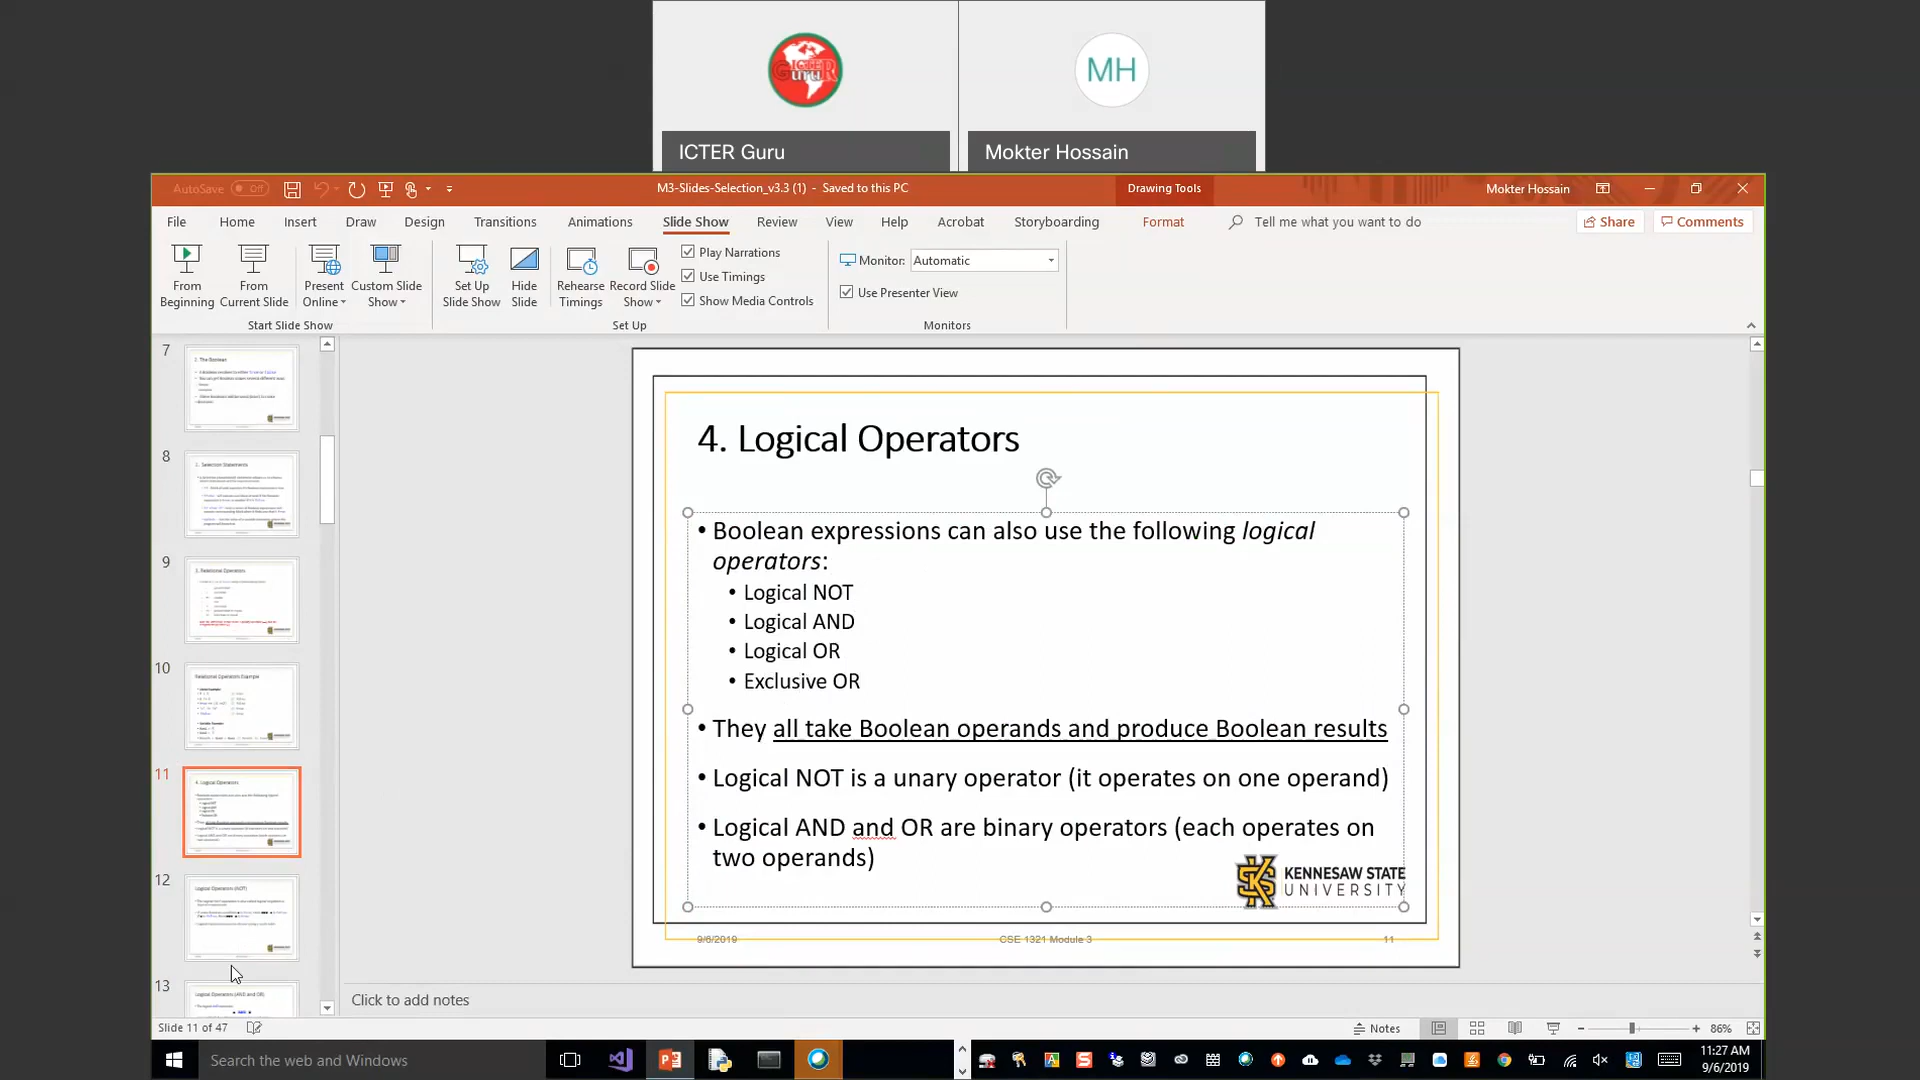 ICTER Guru
MH
Mokter Hossain
AutoSave Off
M3-Slides-Selection_v3.3 (1) - Saved to this PC
Drawing Tools
Mokter Hossain
File Home Insert Draw Design Transitions Animations Slide Show Review View Help Acrobat Storyboarding Format Tell me what you want to do Share Comments
From Beginning
From Current Slide
Present Online
Custom Slide Show
Start Slide Show
Set Up Slide Show
Hide Slide
Rehearse Timings
Record Slide Show
Play Narrations
Use Timings
Show Media Controls
Set Up
Monitor: Automatic
Use Presenter View
Monitors
7
8
9
10
11
12
13
4. Logical Operators
• Boolean expressions can also use the following logical
operators:
• Logical NOT
• Logical AND
• Logical OR
• Exclusive OR
• They all take Boolean operands and produce Boolean results
• Logical NOT is a unary operator (it operates on one operand)
• Logical AND and OR are binary operators (each operates on
two operands)
KENNESAW STATE
UNIVERSITY
9/6/2019 CSE 1321 Module 3 11
Click to add notes
Slide 11 of 47
Notes
86%
Search the web and Windows
11:27 AM
9/6/2019